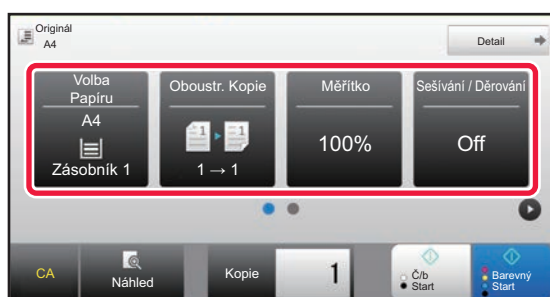 Originál
A4
Detail
Volba
Papíru
A4
Zásobník 1
Oboustr. Kopie
1 → 1
Měřítko
100%
Sešívání / Děrování
Off
CA
Náhled
Kopie
1
Č/b
Start
Barevný
Start